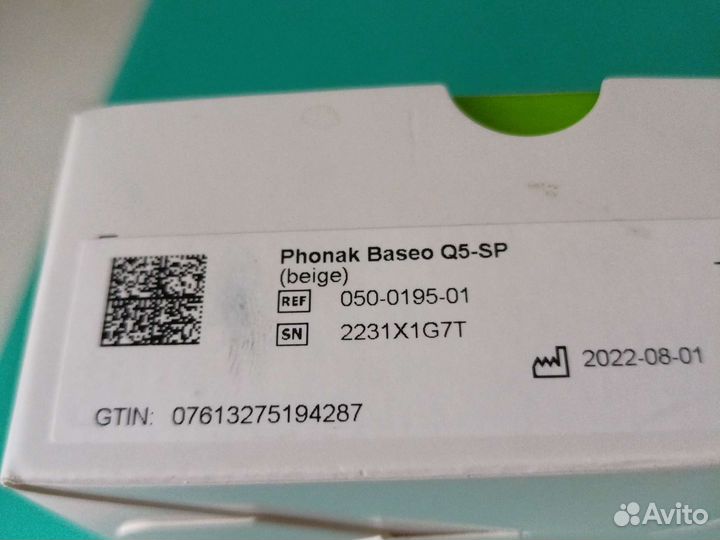 Phonak Baseo Q5-SP
(beige)
REF 050-0195-01
SN 2231X1G7T
2022-08-01
GTIN: 07613275194287
Avito